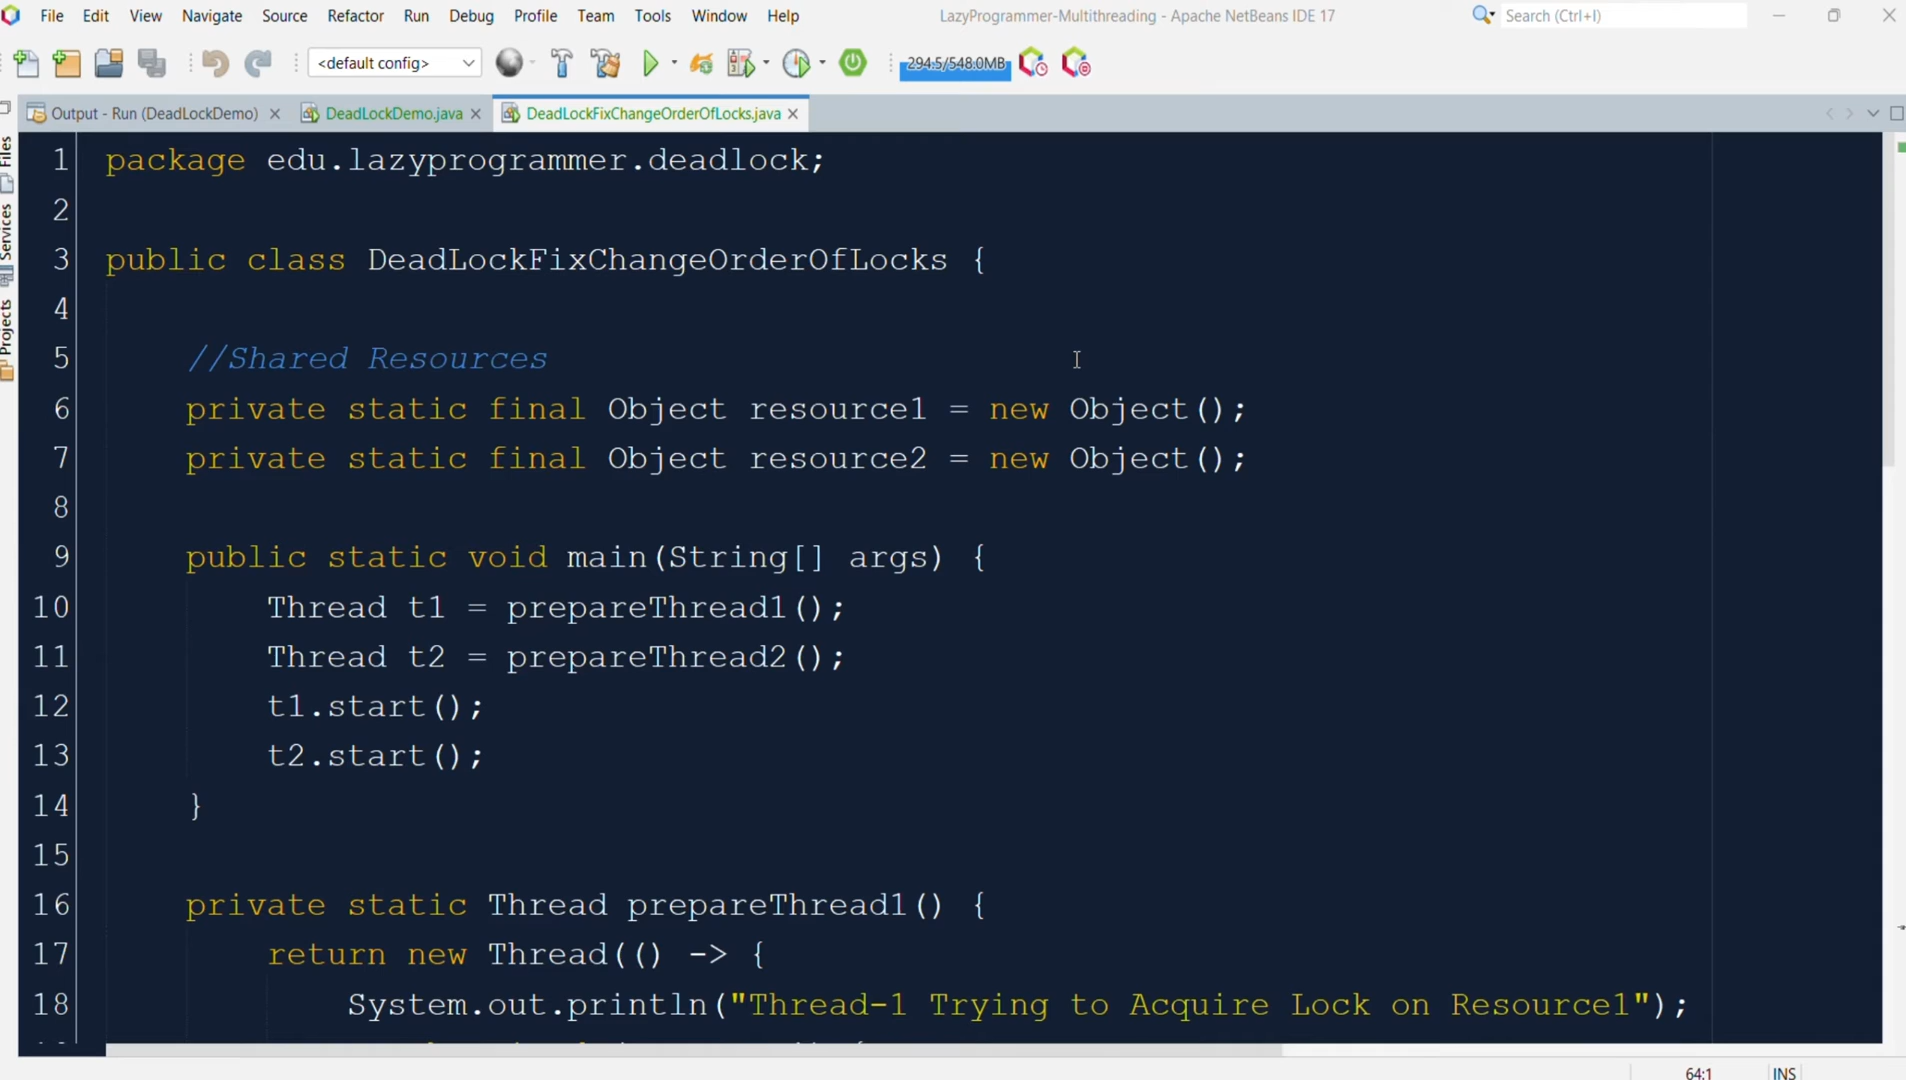 File Edit View Navigate Source Refactor Run Debug Profile Team Tools Window Help
LazyProgrammer-Multithreading - Apache NetBeans IDE 17
Search (Ctrl+I)
<default config>
294.5/548.0MB
Output - Run (DeadLockDemo)
DeadLockDemo.java
DeadLockFixChangeOrderOfLocks.java
Files
Services
Projects
1 package edu.lazyprogrammer.deadlock;
2
3 public class DeadLockFixChangeOrderOfLocks {
4
5 //Shared Resources
6 private static final Object resource1 = new Object();
7 private static final Object resource2 = new Object();
8
9 public static void main(String[] args) {
10 Thread t1 = prepareThread1();
11 Thread t2 = prepareThread2();
12 t1.start();
13 t2.start();
14 }
15
16 private static Thread prepareThread1() {
17 return new Thread(() -> {
18 System.out.println("Thread-1 Trying to Acquire Lock on Resource1");
64:1 INS